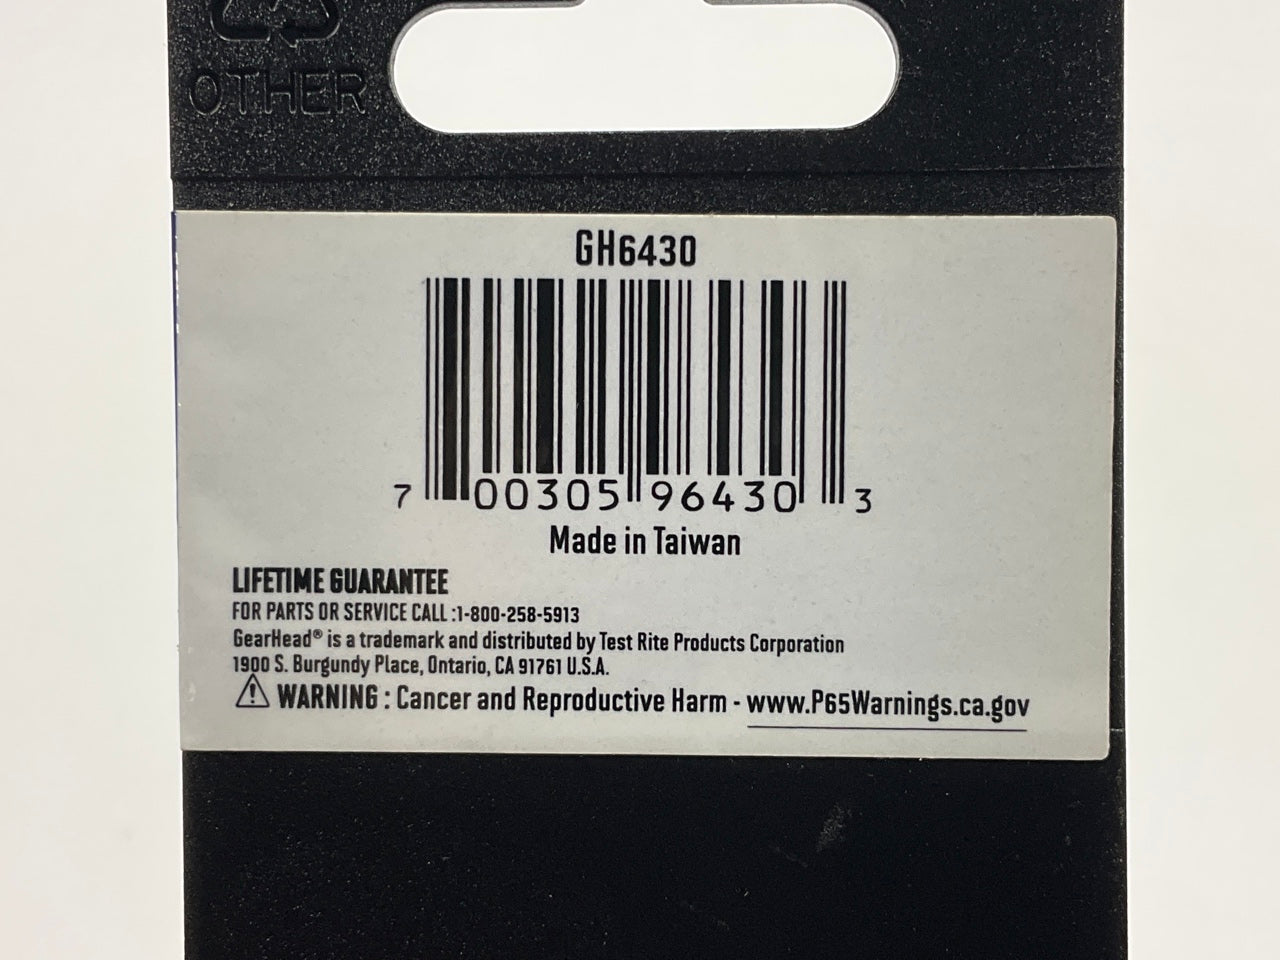 OTHER
GH6430
7 00305 96430 3
Made in Taiwan
LIFETIME GUARANTEE
FOR PARTS OR SERVICE CALL :1-800-258-5913
GearHead® is a trademark and distributed by Test Rite Products Corporation
1900 S. Burgundy Place, Ontario, CA 91761 U.S.A.
WARNING : Cancer and Reproductive Harm - www.P65Warnings.ca.gov